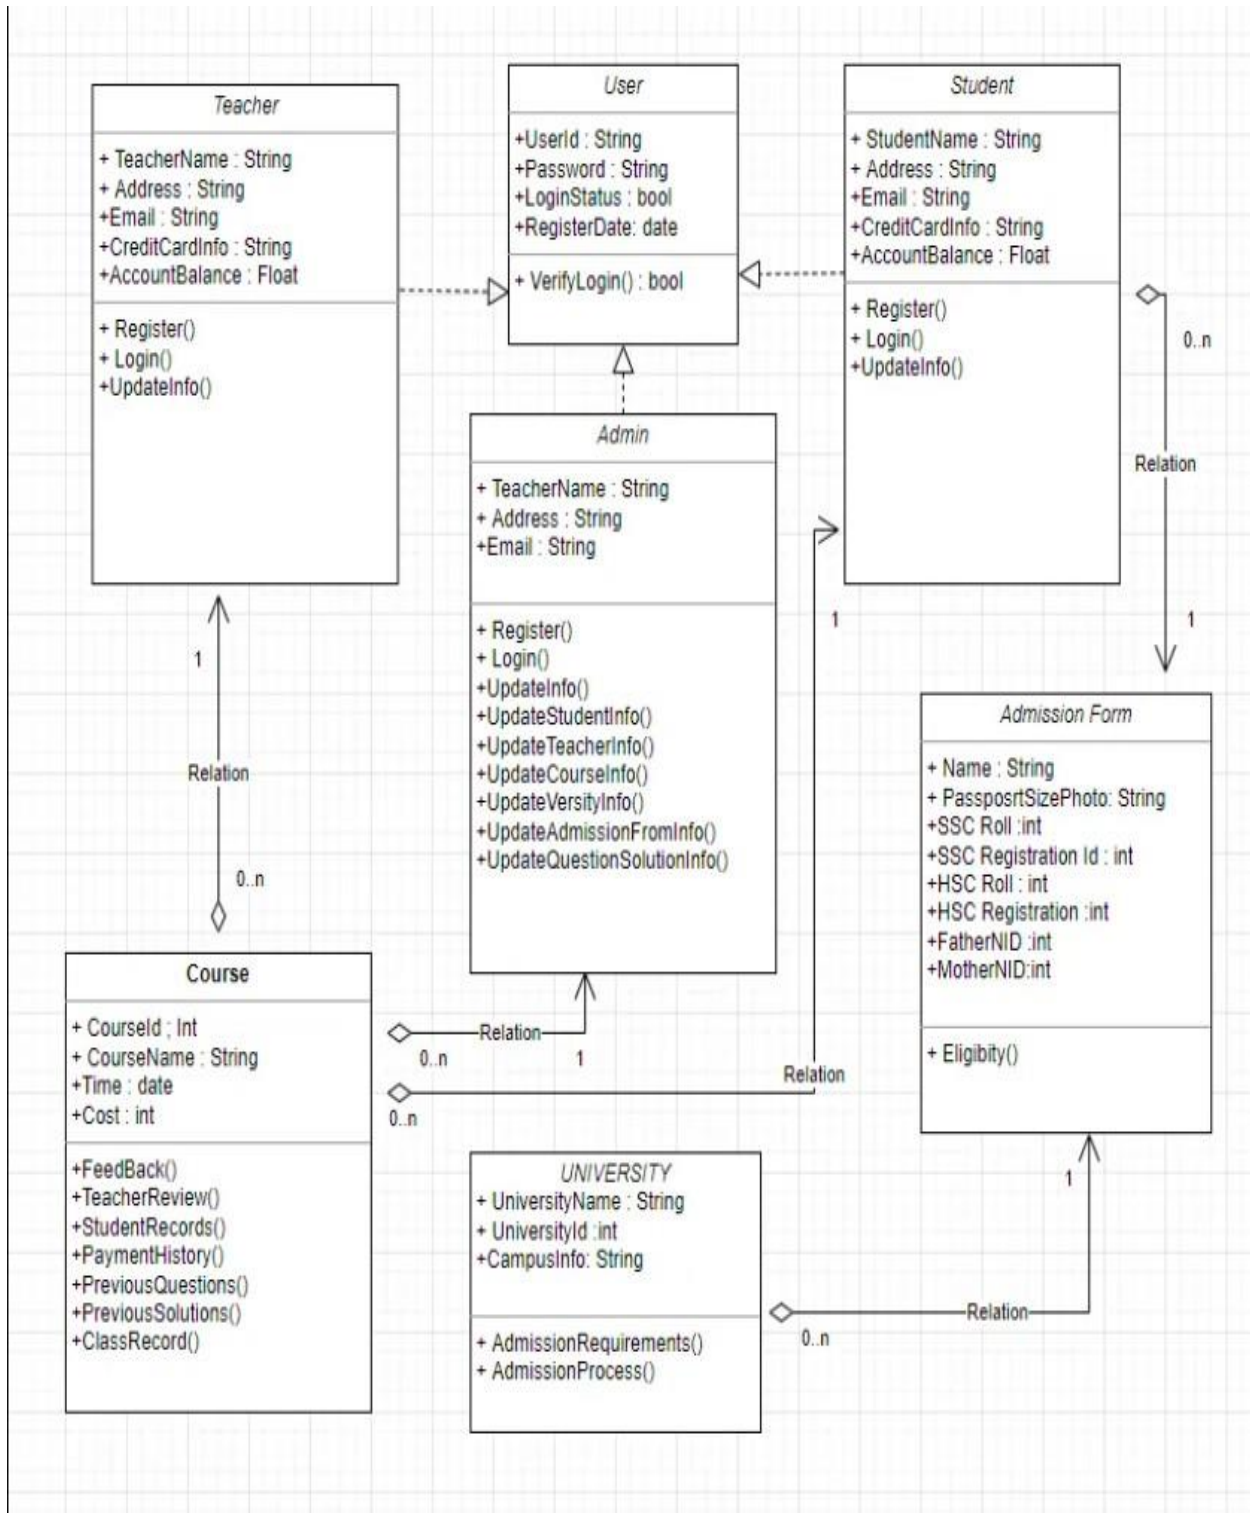 Teacher
+ TeacherName : String
+ Address : String
+Email : String
+CreditCardInfo : String
+AccountBalance : Float
+ Register()
+ Login()
+UpdateInfo()
User
+UserId : String
+Password : String
+LoginStatus : bool
+RegisterDate: date
+ VerifyLogin() : bool
Student
+ StudentName : String
+ Address : String
+Email : String
+CreditCardInfo : String
+AccountBalance : Float
+ Register()
+ Login()
+UpdateInfo()
0..n
Relation
1
Admin
+ TeacherName : String
+ Address : String
+Email : String
+ Register()
+ Login()
+UpdateInfo()
+UpdateStudentInfo()
+UpdateTeacherInfo()
+UpdateCourseInfo()
+UpdateVersityInfo()
+UpdateAdmissionFromInfo()
+UpdateQuestionSolutionInfo()
1
1
Relation
0..n
Admission Form
+ Name : String
+ PassposrtSizePhoto: String
+SSC Roll :int
+SSC Registration Id : int
+HSC Roll : int
+HSC Registration :int
+FatherNID :int
+MotherNID:int
+ Eligibity()
Course
+ CourseId ; Int
+ CourseName : String
+Time : date
+Cost : int
+FeedBack()
+TeacherReview()
+StudentRecords()
+PaymentHistory()
+PreviousQuestions()
+PreviousSolutions()
+ClassRecord()
Relation
0..n
1
Relation
0..n
UNIVERSITY
+ UniversityName : String
+ UniversityId :int
+CampusInfo: String
+ AdmissionRequirements()
+ AdmissionProcess()
1
Relation
0..n